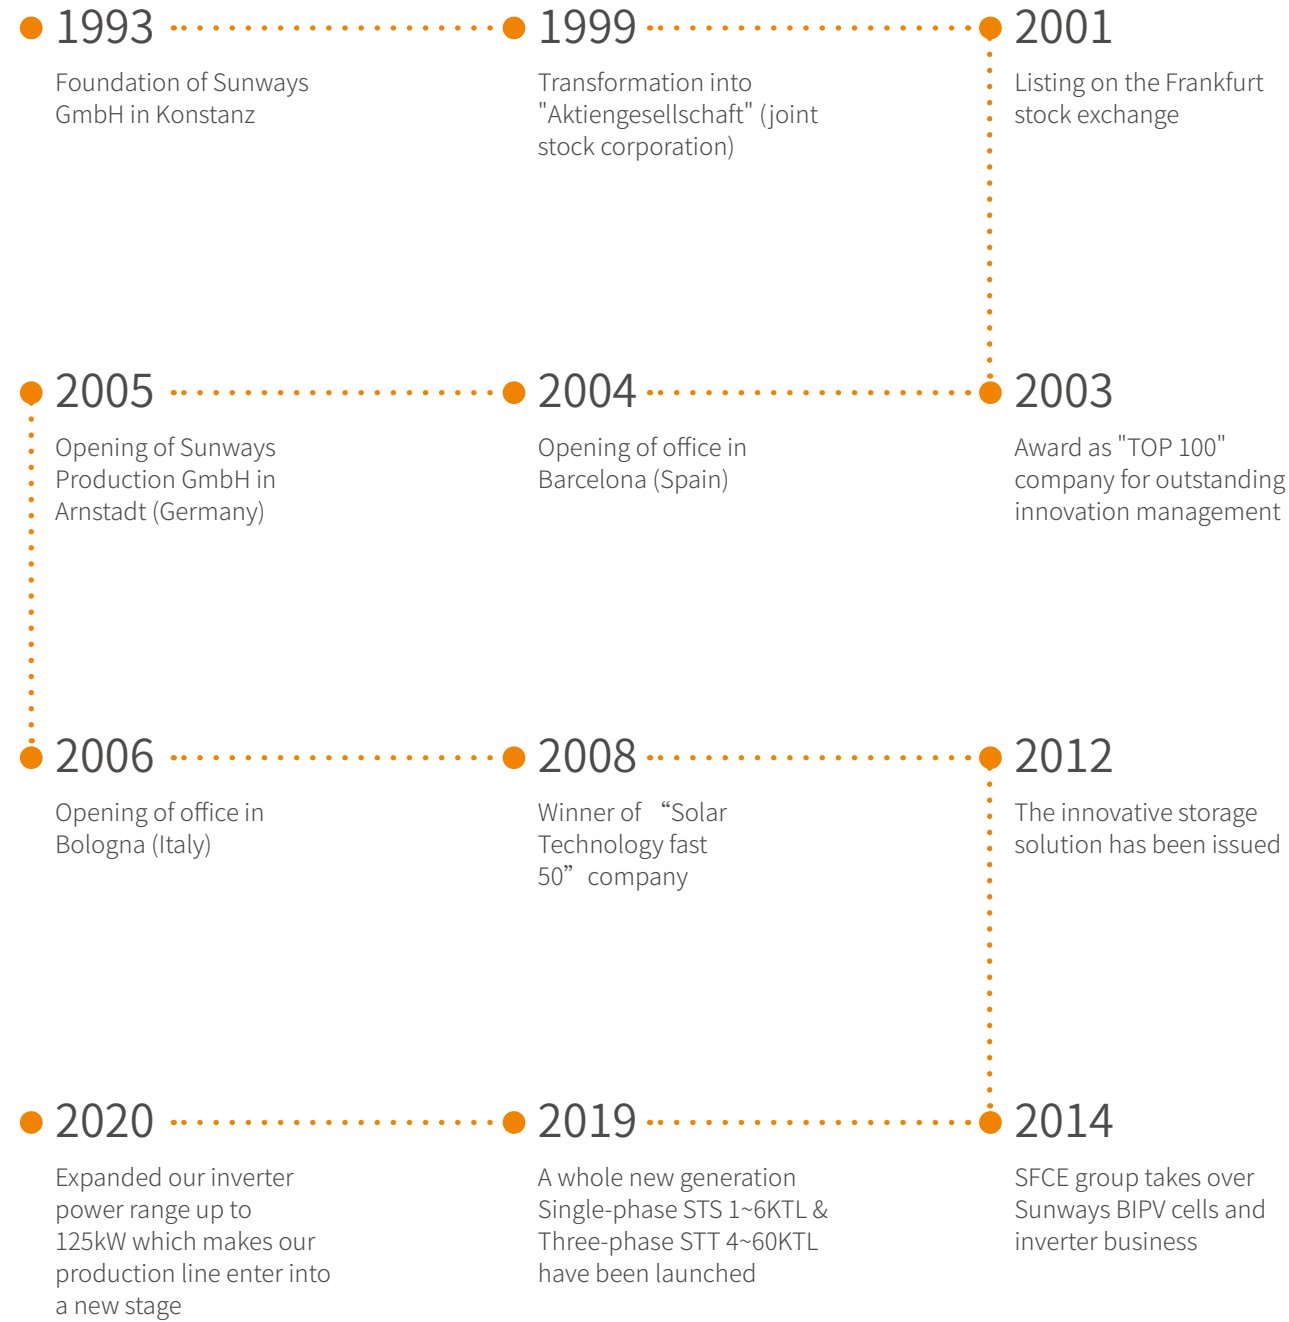 1993
Foundation of Sunways
GmbH in Konstanz
1999
Transformation into
"Aktiengesellschaft" (joint
stock corporation)
2001
Listing on the Frankfurt
stock exchange
2003
Award as "TOP 100"
company for outstanding
innovation management
2004
Opening of office in
Barcelona (Spain)
2005
Opening of Sunways
Production GmbH in
Arnstadt (Germany)
2006
Opening of office in
Bologna (Italy)
2008
Winner of “Solar
Technology fast
50” company
2012
The innovative storage
solution has been issued
2014
SFCE group takes over
Sunways BIPV cells and
inverter business
2019
A whole new generation
Single-phase STS 1~6KTL &
Three-phase STT 4~60KTL
have been launched
2020
Expanded our inverter
power range up to
125kW which makes our
production line enter into
a new stage